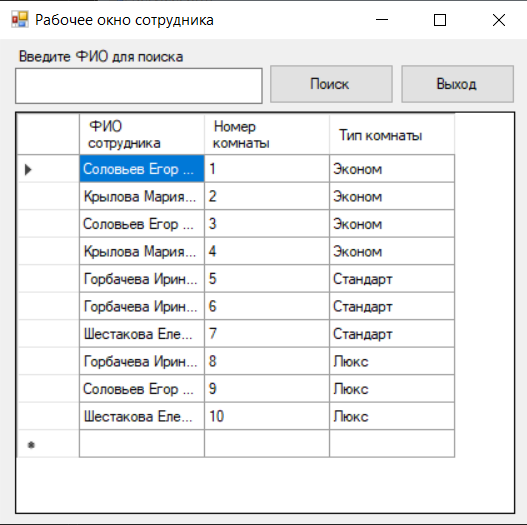 Рабочее окно сотрудника
Введите ФИО для поиска
Поиск
Выход
ФИО сотрудника Номер комнаты Тип комнаты
Соловьев Егор ... 1 Эконом
Крылова Мария... 2 Эконом
Соловьев Егор ... 3 Эконом
Крылова Мария... 4 Эконом
Горбачева Ирин... 5 Стандарт
Горбачева Ирин... 6 Стандарт
Шестакова Еле... 7 Стандарт
Горбачева Ирин... 8 Люкс
Соловьев Егор ... 9 Люкс
Шестакова Еле... 10 Люкс